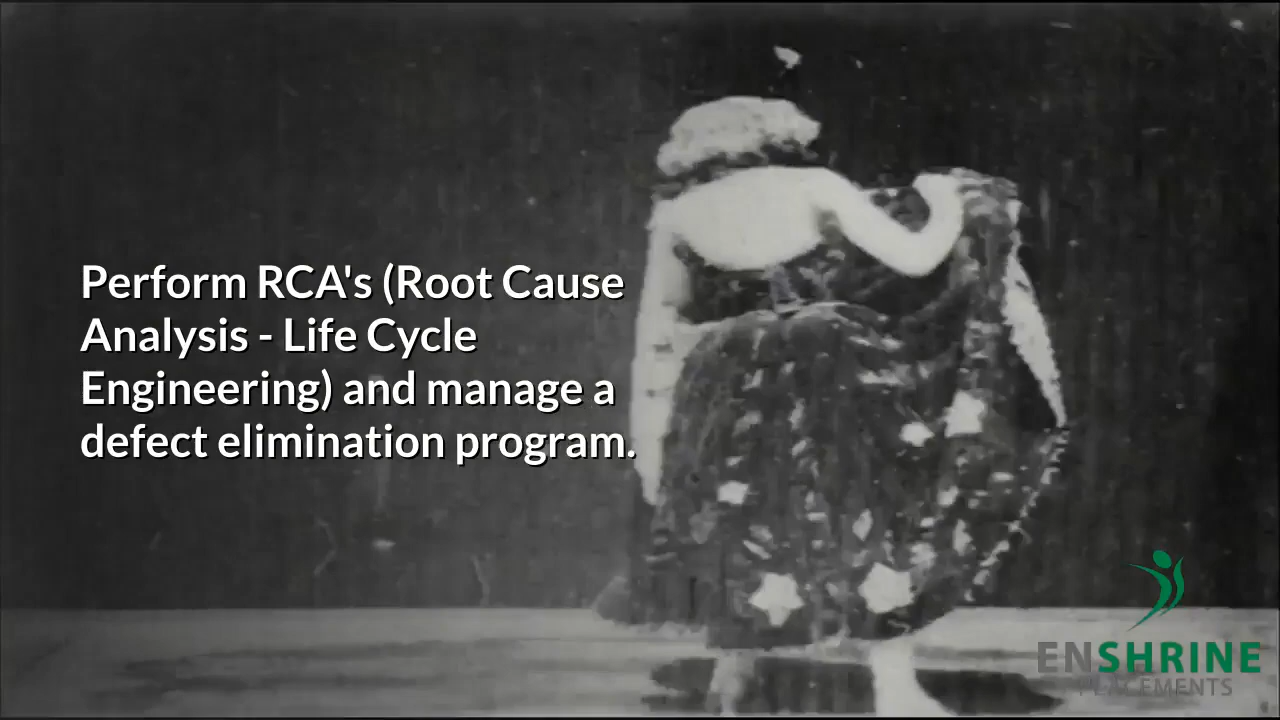 Perform RCA's (Root Cause
Analysis - Life Cycle
Engineering) and manage a
defect elimination program.
ENSHRINE
PLACEMENTS